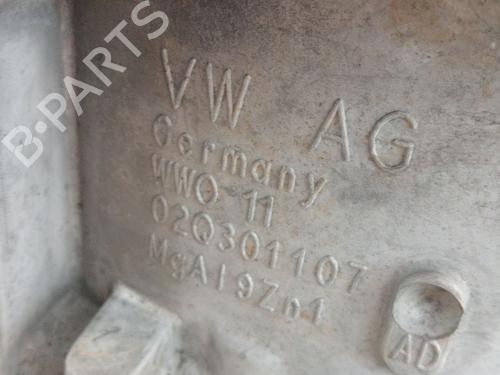 B-PARTS
VW AG
Germany
WWO 11
02Q301107
MgAl9Zn1
AD